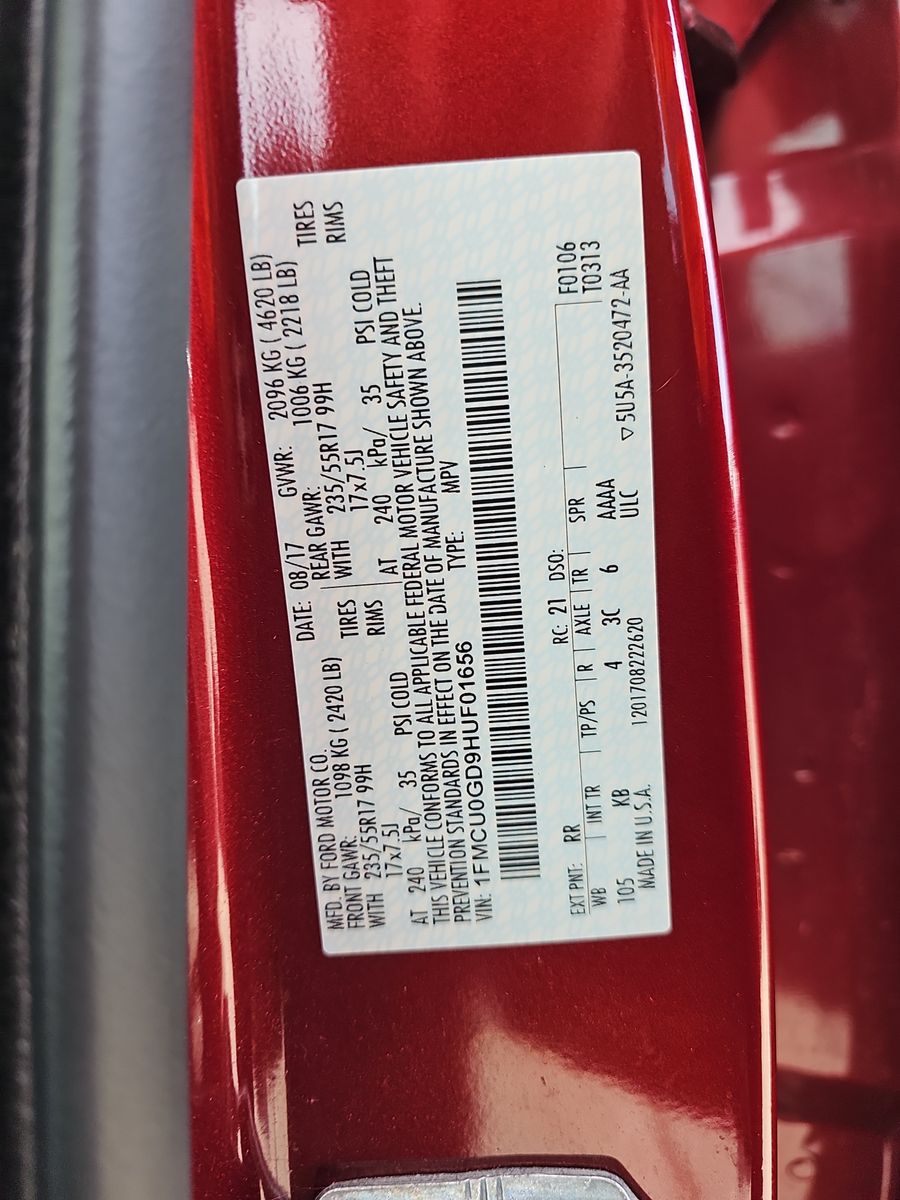 MFD. BY FORD MOTOR CO.
DATE: 08/17 GVWR: 2096 KG ( 4620 LB)
FRONT GAWR: 1098 KG ( 2420 LB)
REAR GAWR: 1006 KG ( 2218 LB)
WITH 235/55R17 99H TIRES
WITH 235/55R17 99H TIRES
17x7.5J RIMS
17x7.5J RIMS
AT 240 kPa/ 35 PSI COLD
AT 240 kPa/ 35 PSI COLD
THIS VEHICLE CONFORMS TO ALL APPLICABLE FEDERAL MOTOR VEHICLE SAFETY AND THEFT
PREVENTION STANDARDS IN EFFECT ON THE DATE OF MANUFACTURE SHOWN ABOVE.
VIN: 1FMCU0GD9HUF01656 TYPE: MPV
EXT PNT: RR RC: 21 DSO: F0106
WB INT TR TP/PS R AXLE TR SPR T0313
105 KB 4 3C 6 AAAA
MADE IN U.S.A. 1201708222620 ULC ▽5U5A-3520472-AA